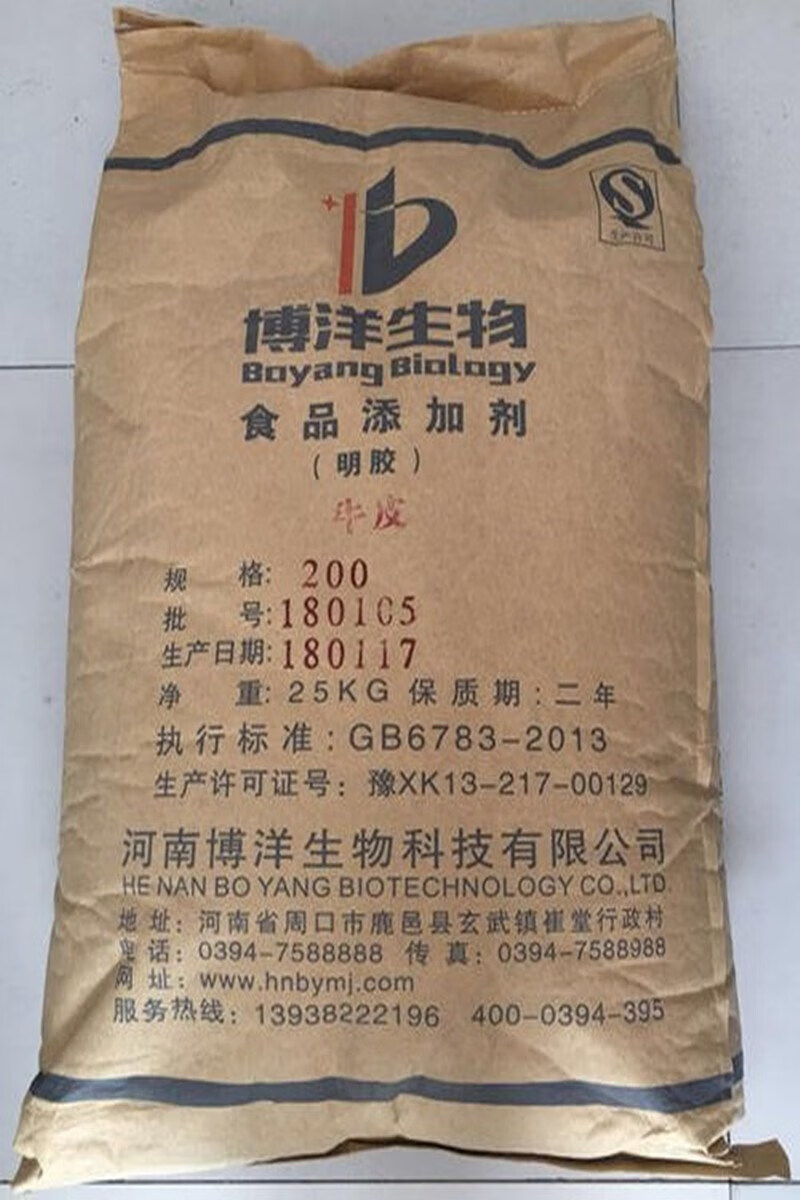 生产许可
博洋生物
Boyang Biology
食品添加剂
(明胶)
牛皮
规 格: 200
批 号: 180105
生产日期: 180117
净 重: 25KG 保质期: 二年
执行标准: GB6783-2013
生产许可证号: 豫XK13-217-00129
河南博洋生物科技有限公司
HE NAN BO YANG BIOTECHNOLOGY CO.,LTD.
地 址: 河南省周口市鹿邑县玄武镇崔堂行政村
电 话: 0394-7588888 传 真: 0394-7588988
网 址: www.hnbymj.com
服务热线: 13938222196 400-0394-395